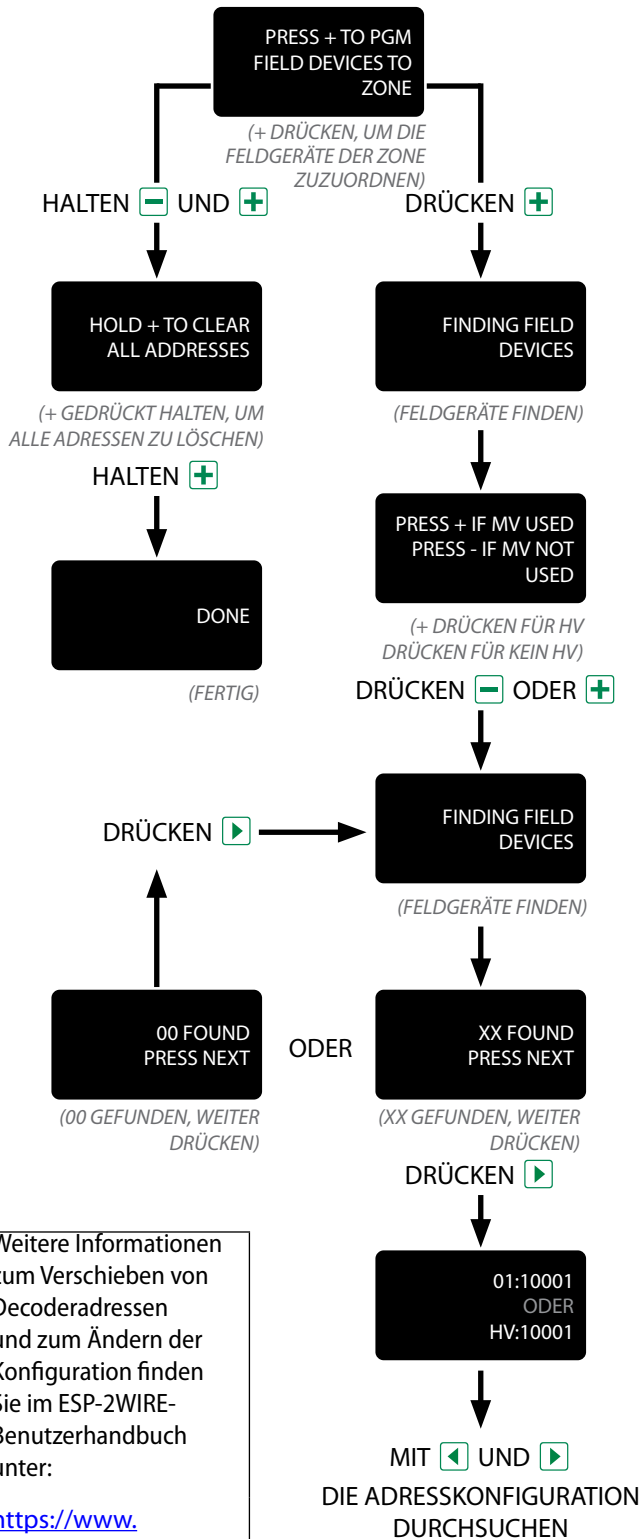 PRESS + TO PGM
FIELD DEVICES TO
ZONE
(+ DRÜCKEN, UM DIE
FELDGERÄTE DER ZONE
ZUZUORDNEN)
HALTEN - UND +
HOLD + TO CLEAR
ALL ADDRESSES
(+ GEDRÜCKT HALTEN, UM
ALLE ADRESSEN ZU LÖSCHEN)
HALTEN +
DONE
(FERTIG)
DRÜCKEN +
FINDING FIELD
DEVICES
(FELDGERÄTE FINDEN)
PRESS + IF MV USED
PRESS - IF MV NOT
USED
(+ DRÜCKEN FÜR HV
DRÜCKEN FÜR KEIN HV)
DRÜCKEN - ODER +
DRÜCKEN
FINDING FIELD
DEVICES
(FELDGERÄTE FINDEN)
00 FOUND
PRESS NEXT
(00 GEFUNDEN, WEITER
DRÜCKEN)
ODER
XX FOUND
PRESS NEXT
(XX GEFUNDEN, WEITER
DRÜCKEN)
DRÜCKEN
01:10001
ODER
HV:10001
MIT UND
DIE ADRESSKONFIGURATION
DURCHSUCHEN
Weitere Informationen
zum Verschieben von
Decoderadressen
und zum Ändern der
Konfiguration finden
Sie im ESP-2WIRE-
Benutzerhandbuch
unter:
https://www.